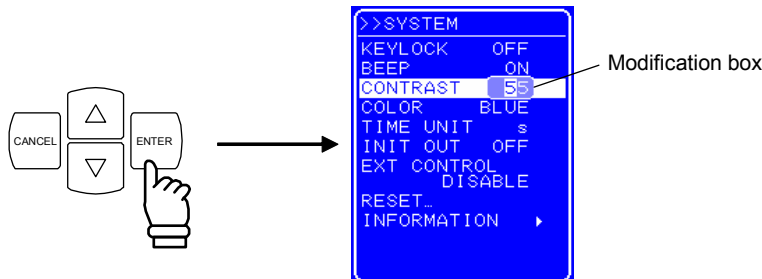 CANCEL
△
▽
ENTER
>>SYSTEM
KEYLOCK OFF
BEEP ON
CONTRAST 55
COLOR BLUE
TIME UNIT s
INIT OUT OFF
EXT CONTROL
DISABLE
RESET…
INFORMATION ▶
Modification box